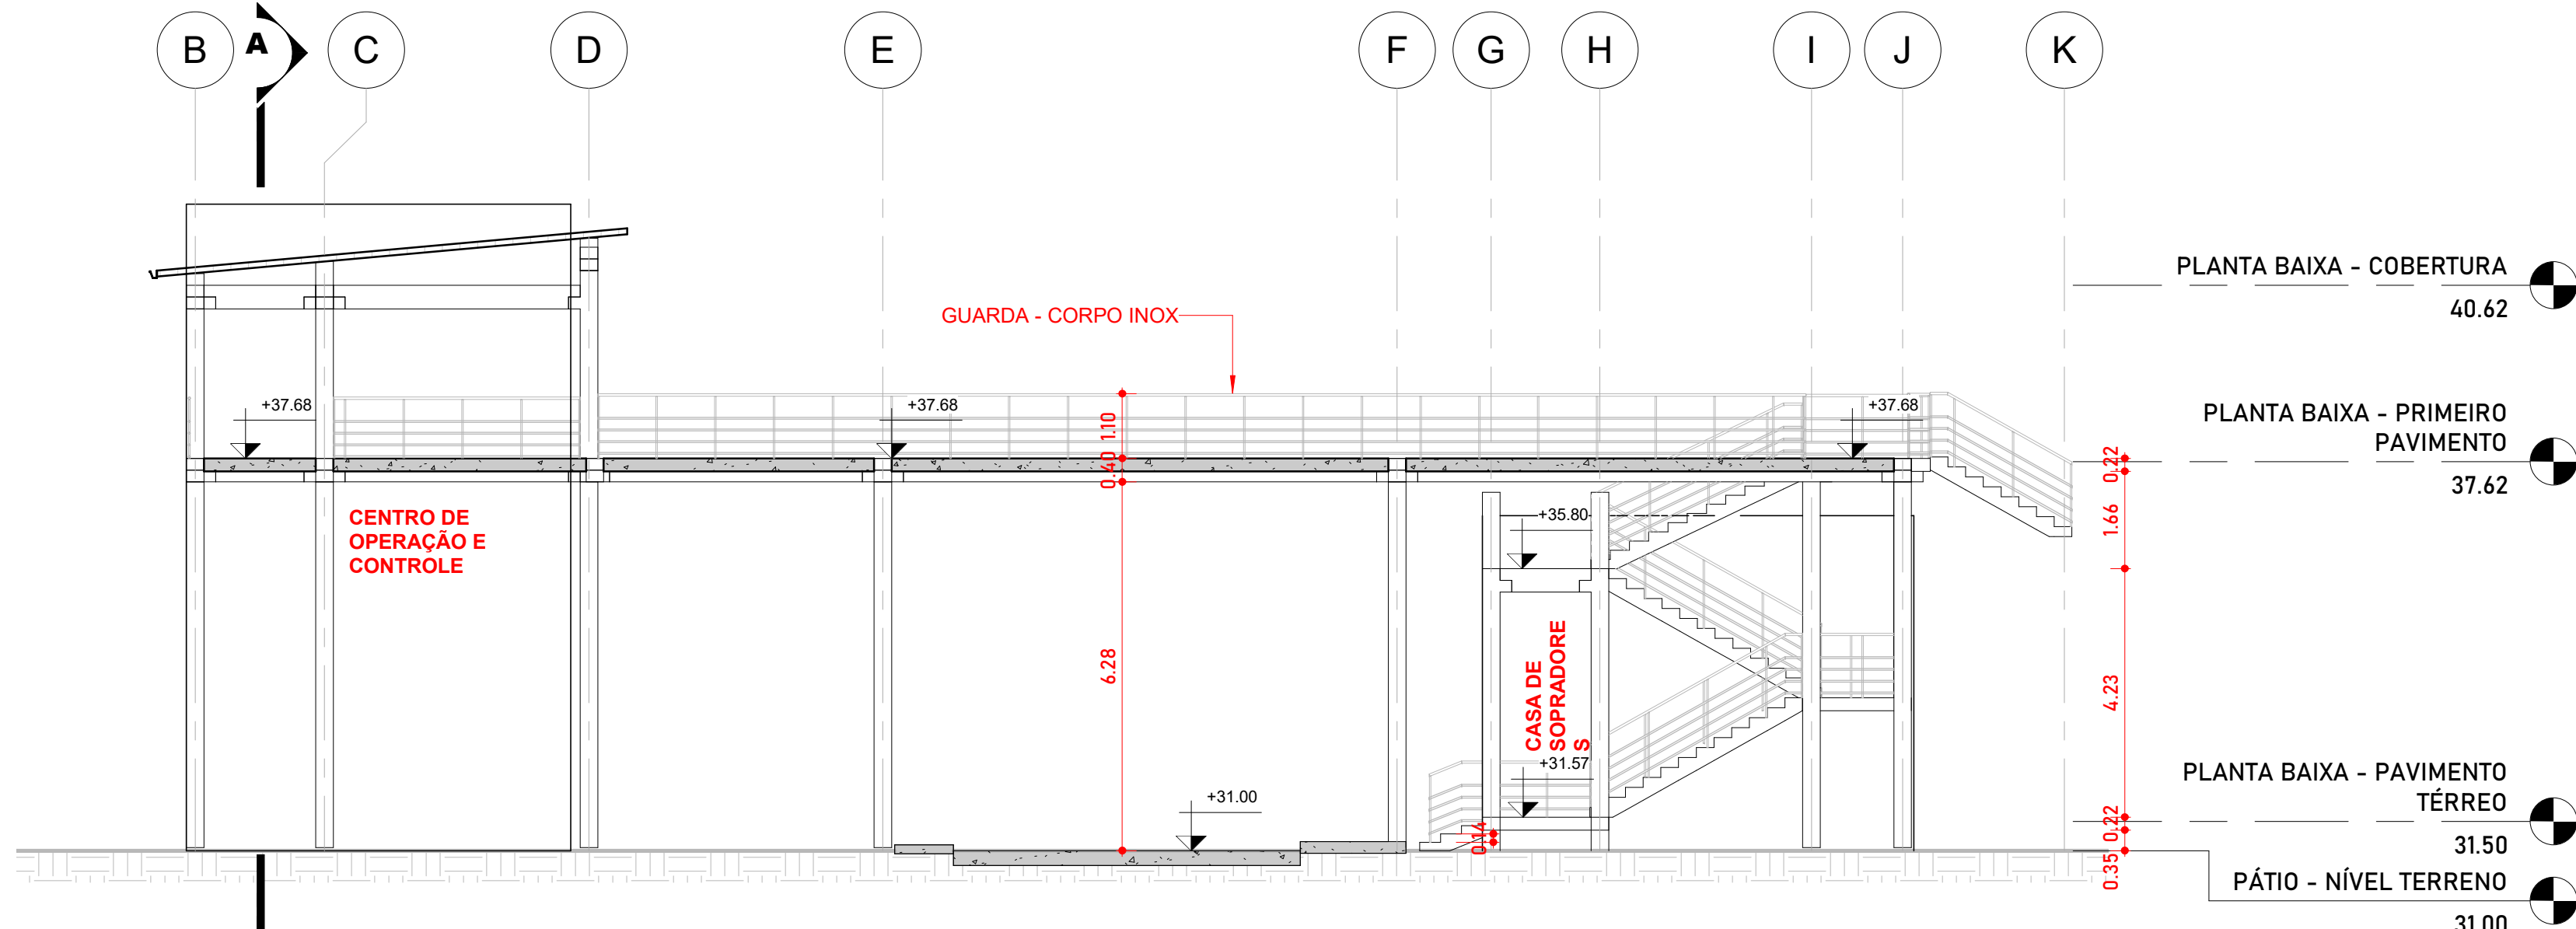 B
A
C
D
E
F
G
H
I
J
K
PLANTA BAIXA - COBERTURA
40.62
GUARDA - CORPO INOX
PLANTA BAIXA - PRIMEIRO
PAVIMENTO
37.62
+37.68
+37.68
+37.68
1.10
0.40
6.28
0.22
1.66
4.23
0.22
0.35
CENTRO DE
OPERAÇÃO E
CONTROLE
+35.80
CASA DE
SOPRADORE
S
+31.57
+31.00
0.14
PLANTA BAIXA - PAVIMENTO
TÉRREO
31.50
PÁTIO - NÍVEL TERRENO
31.00